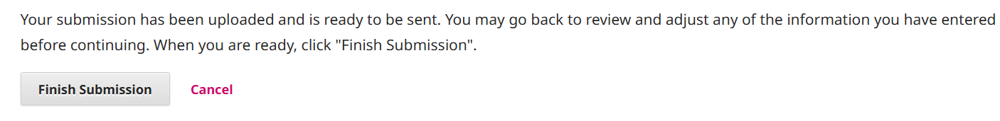 Your submission has been uploaded and is ready to be sent. You may go back to review and adjust any of the information you have entered
before continuing. When you are ready, click "Finish Submission".
Finish Submission Cancel